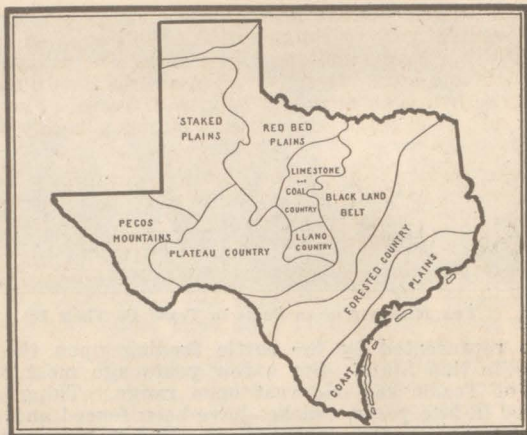 STAKED
PLAINS
RED BED
PLAINS
LIMESTONE
AND
COAL
COUNTRY
BLACK LAND
BELT
LLANO
COUNTRY
PECOS
MOUNTAINS
PLATEAU COUNTRY
FORESTED COUNTRY
COAST PLAINS